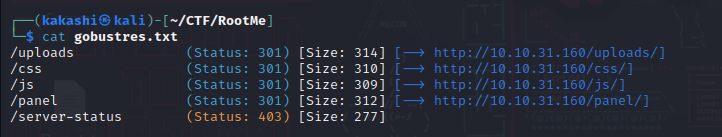 ┌──(kakashi㉿kali)-[~/CTF/RootMe]
└─$ cat gobustres.txt
/uploads (Status: 301) [Size: 314] [--> http://10.10.31.160/uploads/]
/css (Status: 301) [Size: 310] [--> http://10.10.31.160/css/]
/js (Status: 301) [Size: 309] [--> http://10.10.31.160/js/]
/panel (Status: 301) [Size: 312] [--> http://10.10.31.160/panel/]
/server-status (Status: 403) [Size: 277]